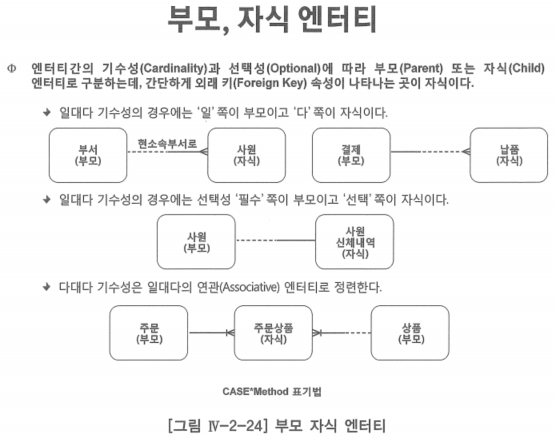 부모, 자식 엔터티
Φ 엔터티간의 기수성(Cardinality)과 선택성(Optional)에 따라 부모(Parent) 또는 자식(Child)
엔터티로 구분하는데, 간단하게 외래 키(Foreign Key) 속성이 나타나는 곳이 자식이다.
일대다 기수성의 경우에는 '일' 쪽이 부모이고 '다' 쪽이 자식이다.
부서
(부모)
현소속부서로
사원
(자식)
결제
(부모)
납품
(자식)
일대다 기수성의 경우에는 선택성 '필수' 쪽이 부모이고 '선택' 쪽이 자식이다.
사원
(부모)
사원
신체내역
(자식)
다대다 기수성은 일대다의 연관(Associative) 엔터티로 정련한다.
주문
(부모)
주문상품
(자식)
상품
(부모)
CASE*Method 표기법
[그림 Ⅳ-2-24] 부모 자식 엔터티